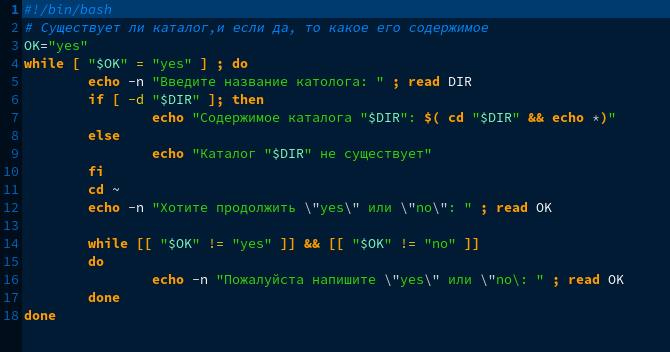 1 #!/bin/bash
2 # Существует ли каталог,и если да, то какое его содержимое
3 OK="yes"
4 while [ "$OK" = "yes" ] ; do
5 echo -n "Введите название католога: " ; read DIR
6 if [ -d "$DIR" ]; then
7 echo "Содержимое каталога "$DIR": $( cd "$DIR" && echo *)"
8 else
9 echo "Каталог "$DIR" не существует"
10 fi
11 cd ~
12 echo -n "Хотите продолжить \"yes\" или \"no\": " ; read OK
13
14 while [[ "$OK" != "yes" ]] && [[ "$OK" != "no" ]]
15 do
16 echo -n "Пожалуйста напишите \"yes\" или \"no\: " ; read OK
17 done
18 done